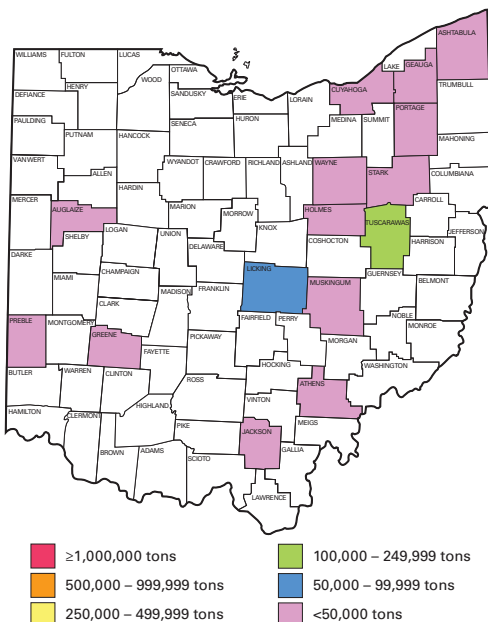 ASHTABULA
WILLIAMS FULTON LUCAS
LAKE GEAUGA
OTTAWA
WOOD
HENRY
CUYAHOGA
TRUMBULL
DEFIANCE
SANDUSKY
ERIE LORAIN
PORTAGE
PAULDING
HURON
MEDINA SUMMIT
SENECA
PUTNAM HANCOCK
MAHONING
VAN WERT
WYANDOT CRAWFORD RICHLAND ASHLAND WAYNE
STARK
ALLEN
COLUMBIANA
HARDIN
MERCER
CARROLL
AUGLAIZE
MARION
MORROW
HOLMES
TUSCARAWAS
JEFFERSON
SHELBY
LOGAN
UNION
KNOX
COSHOCTON
HARRISON
DELAWARE
DARKE
LICKING
GUERNSEY
MIAMI
CHAMPAIGN
BELMONT
MADISON
FRANKLIN
MUSKINGUM
CLARK
NOBLE
PREBLE
MONTGOMERY
FAIRFIELD PERRY
MONROE
GREENE
PICKAWAY
MORGAN
FAYETTE
HOCKING
WASHINGTON
BUTLER
WARREN
CLINTON
ROSS
ATHENS
VINTON
HAMILTON
CLERMONT
HIGHLAND
MEIGS
PIKE
JACKSON
BROWN
ADAMS
SCIOTO
GALLIA
LAWRENCE
≥1,000,000 tons
500,000 – 999,999 tons
250,000 – 499,999 tons
100,000 – 249,999 tons
50,000 – 99,999 tons
<50,000 tons